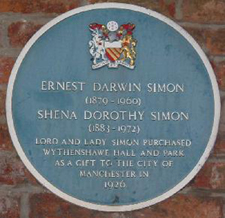 ERNEST DARWIN SIMON
(1879-1960)
SHENA DOROTHY SIMON
(1883-1972)
LORD AND LADY SIMON PURCHASED
WYTHENSHAWE HALL AND PARK
AS A GIFT TO THE CITY OF
MANCHESTER IN
1926